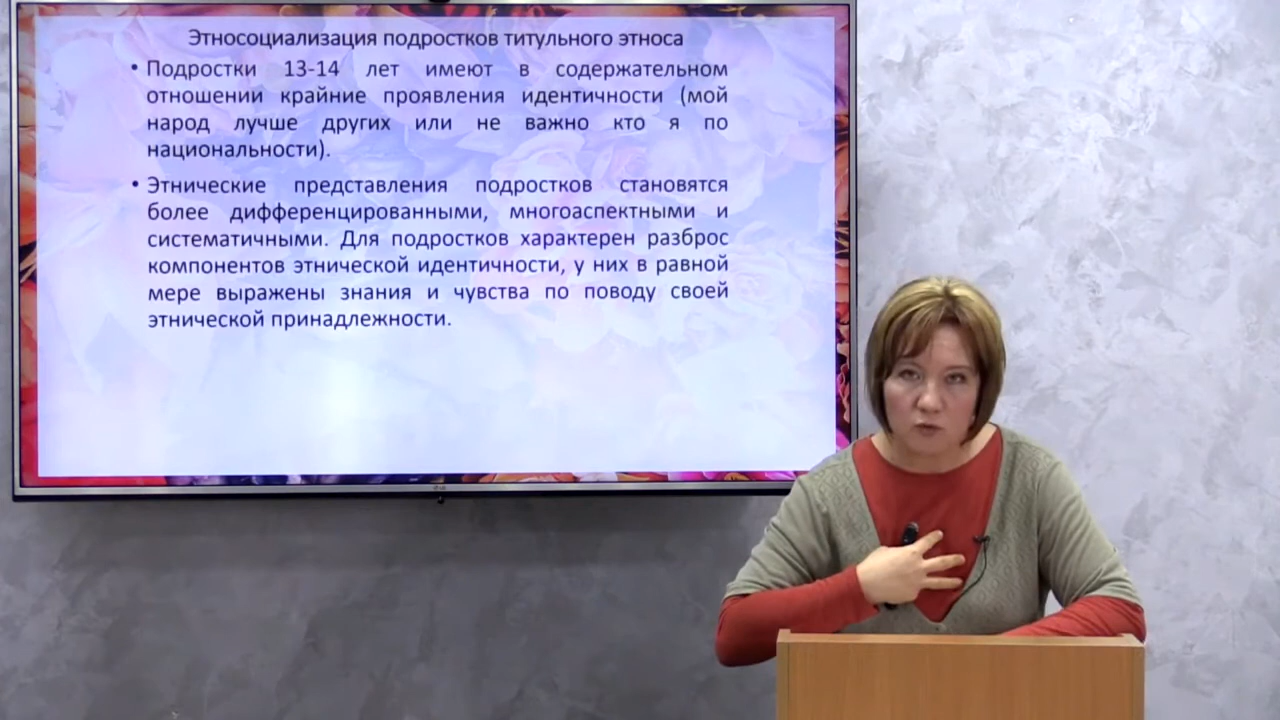 Этносоциализация подростков титульного этноса
• Подростки 13-14 лет имеют в содержательном
отношении крайние проявления идентичности (мой
народ лучше других или не важно кто я по
национальности).
• Этнические представления подростков становятся
более дифференцированными, многоаспектными и
систематичными. Для подростков характерен разброс
компонентов этнической идентичности, у них в равной
мере выражены знания и чувства по поводу своей
этнической принадлежности.
LG